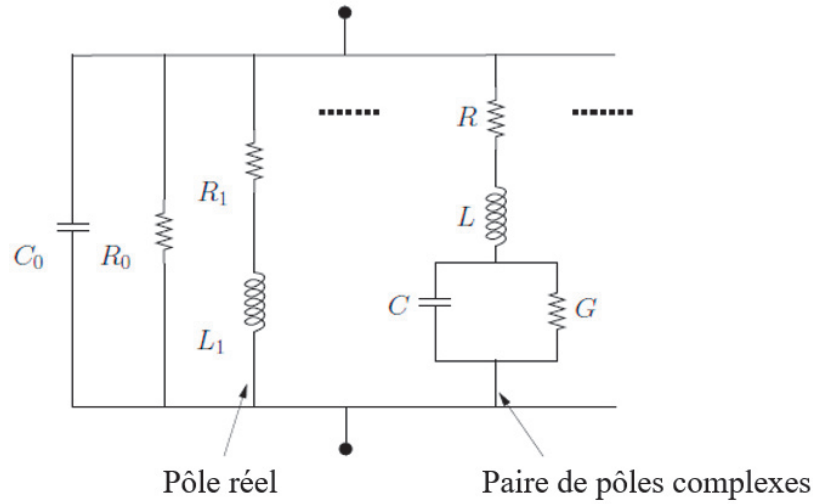 R
R₁
L
C₀
R₀
C
G
L₁
Pôle réel
Paire de pôles complexes